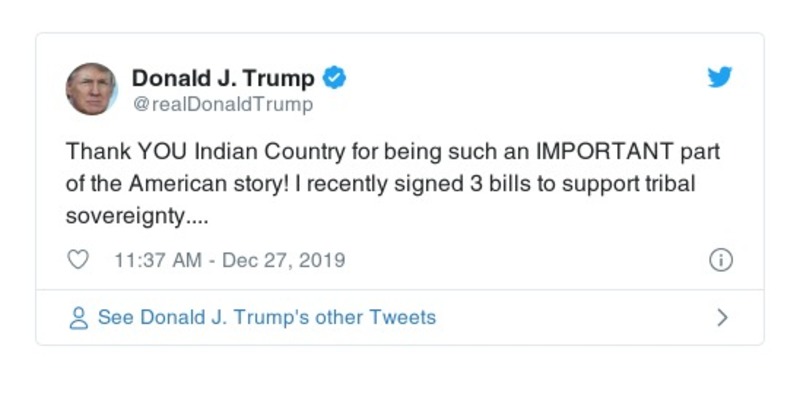 Donald J. Trump
@realDonaldTrump
Thank YOU Indian Country for being such an IMPORTANT part
of the American story! I recently signed 3 bills to support tribal
sovereignty....
11:37 AM - Dec 27, 2019
See Donald J. Trump's other Tweets